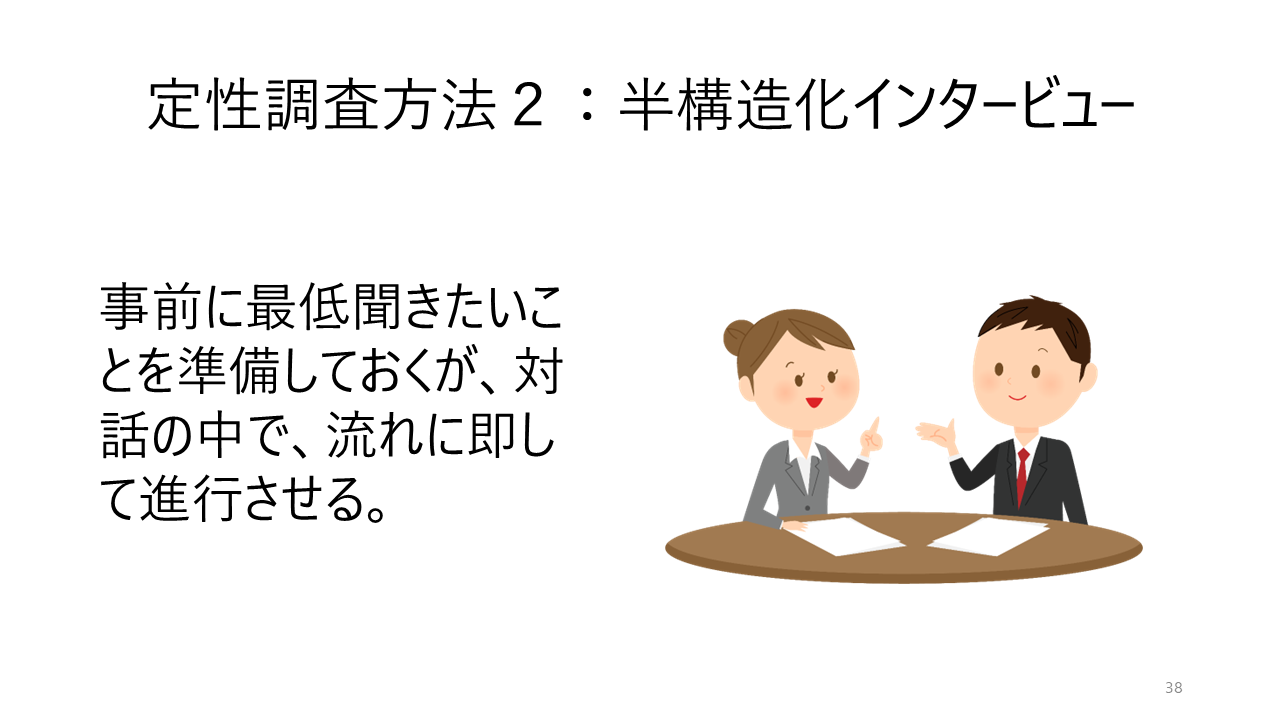 定性調査方法２：半構造化インタビュー
事前に最低聞きたいこ
とを準備しておくが、対
話の中で、流れに即し
て進行させる。
38